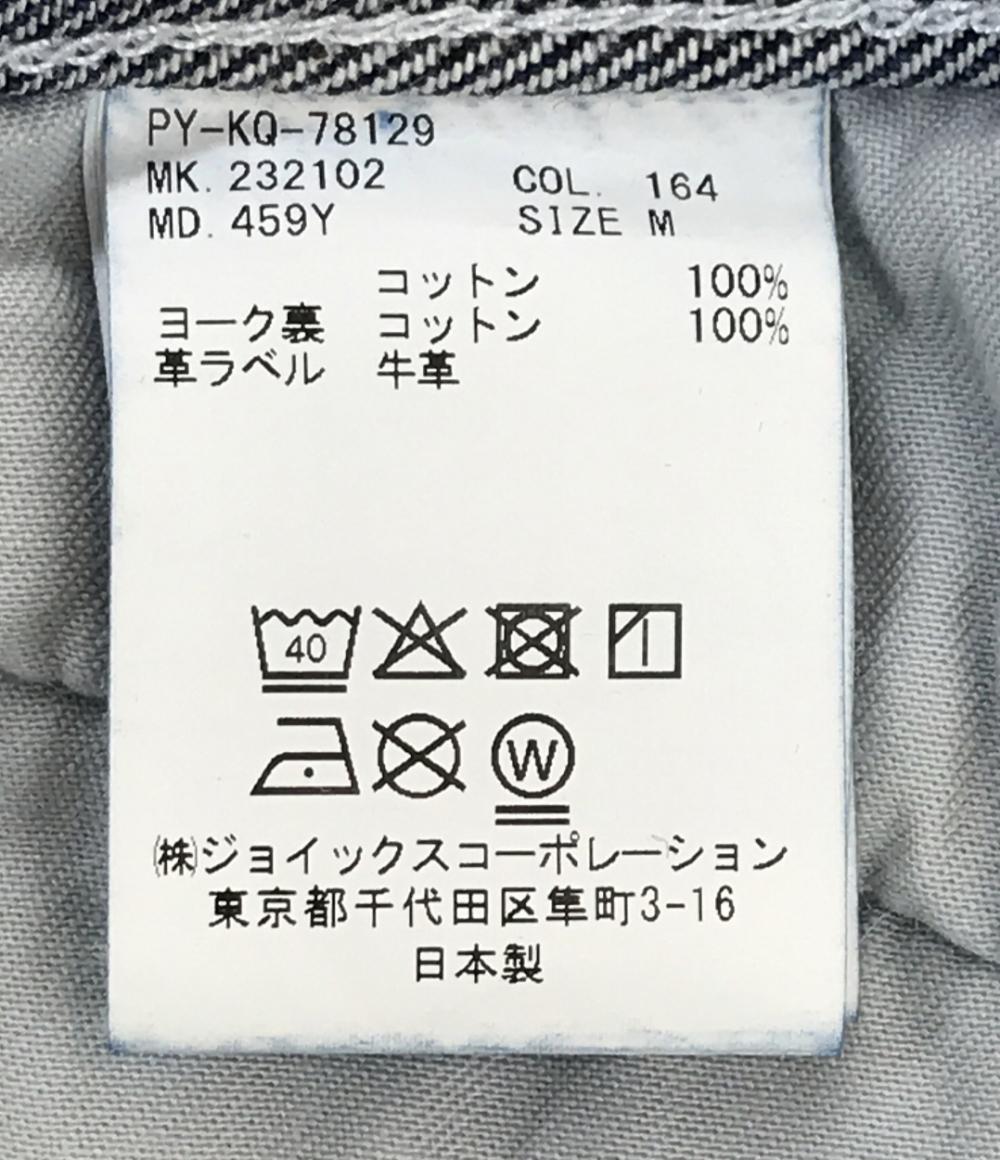 PY-KQ-78129
MK. 232102 COL. 164
MD. 459Y SIZE M
コットン 100%
ヨーク裏 コットン 100%
革ラベル 牛革
40
W
㈱ジョイックスコーポレーション
東京都千代田区隼町3-16
日本製